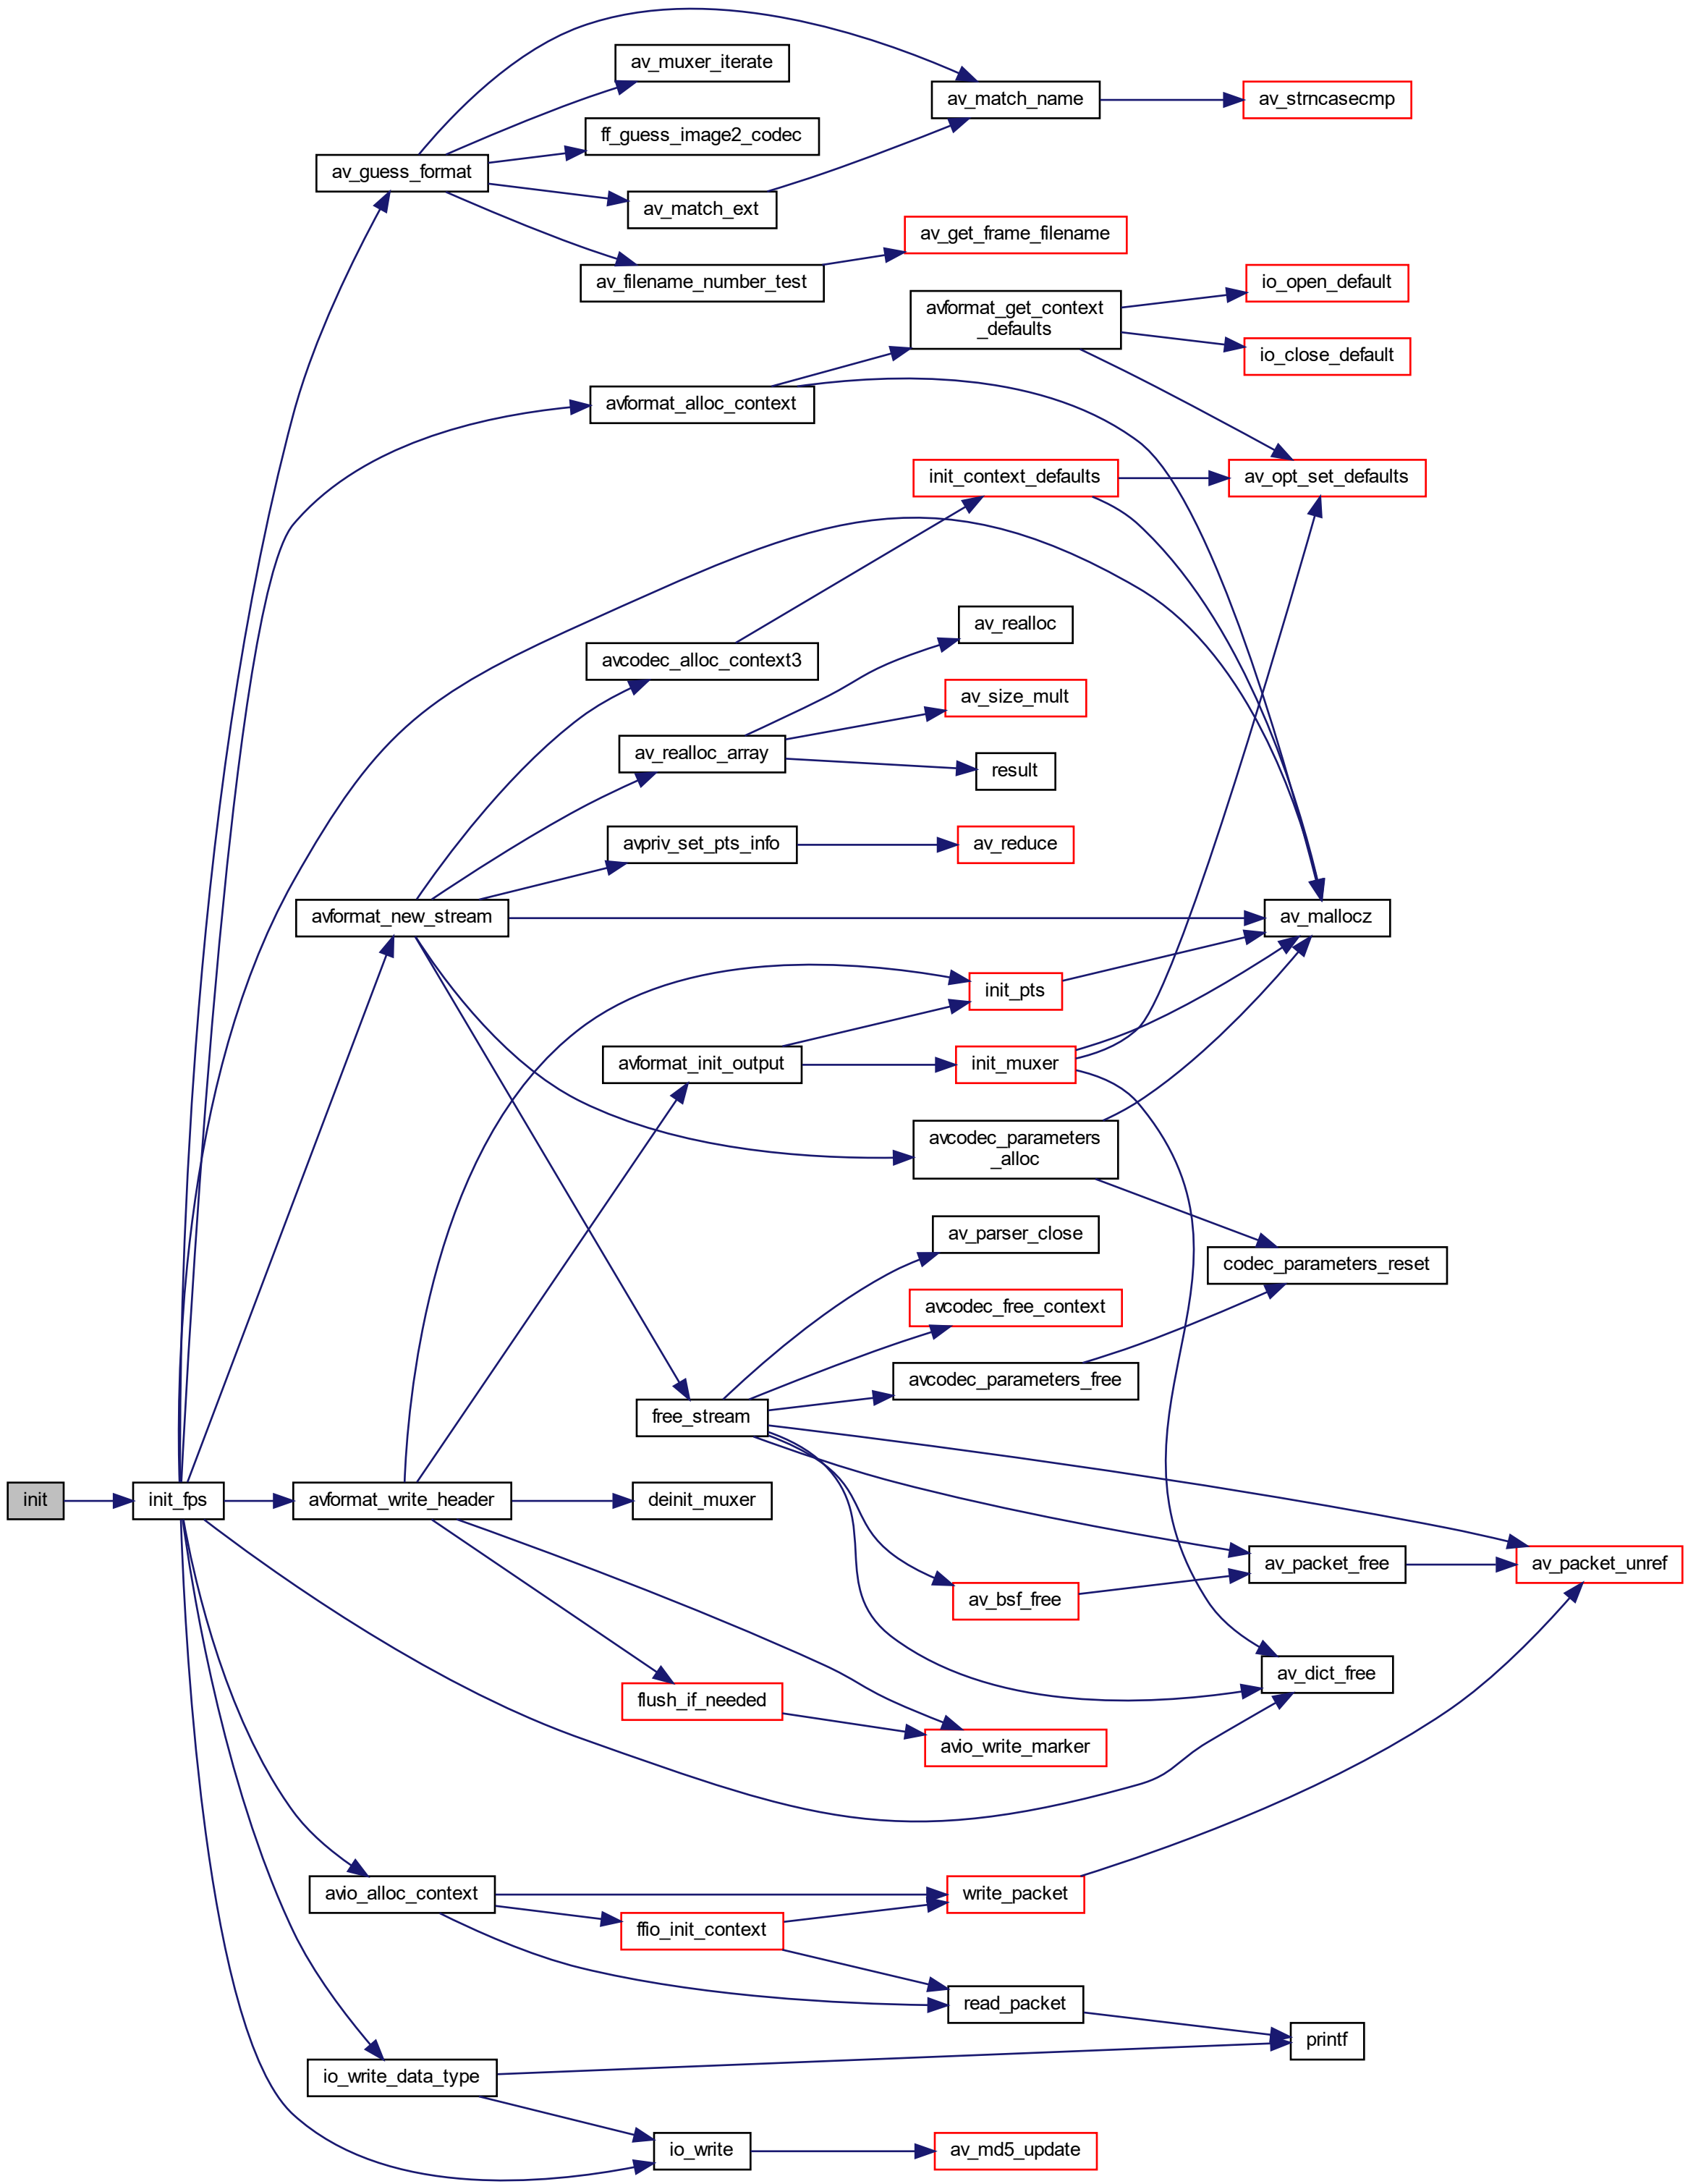 av_muxer_iterate
av_match_name
av_strncasecmp
ff_guess_image2_codec
av_guess_format
av_match_ext
av_get_frame_filename
av_filename_number_test
io_open_default
avformat_get_context
_defaults
io_close_default
avformat_alloc_context
init_context_defaults
av_opt_set_defaults
av_realloc
avcodec_alloc_context3
av_size_mult
av_realloc_array
result
avpriv_set_pts_info
av_reduce
avformat_new_stream
av_mallocz
init_pts
avformat_init_output
init_muxer
avcodec_parameters
_alloc
av_parser_close
codec_parameters_reset
avcodec_free_context
avcodec_parameters_free
free_stream
init
init_fps
avformat_write_header
deinit_muxer
av_packet_free
av_packet_unref
av_bsf_free
av_dict_free
flush_if_needed
avio_write_marker
avio_alloc_context
write_packet
ffio_init_context
read_packet
printf
io_write_data_type
io_write
av_md5_update